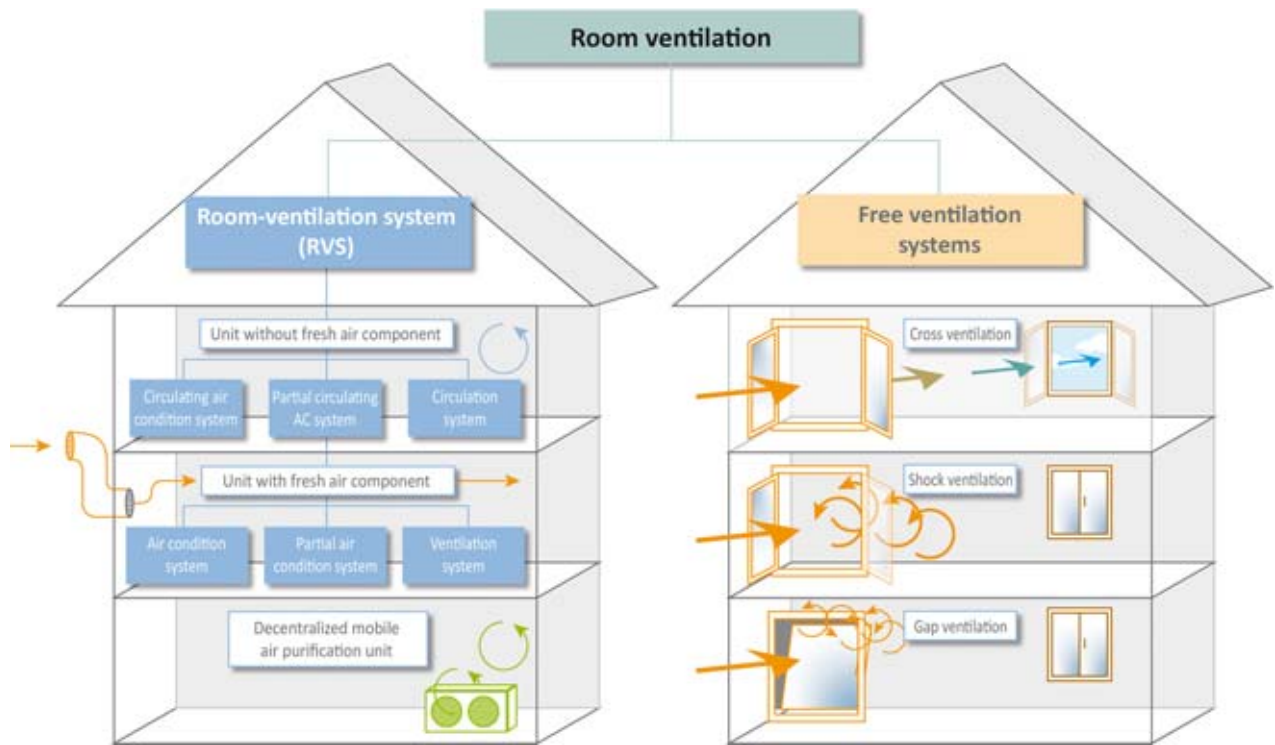 Room ventilation
Room-ventilation system
(RVS)
Unit without fresh air component
Circulating air
condition system
Partial circulating
AC system
Circulation
system
Unit with fresh air component
Air condition
system
Partial air
condition system
Ventilation
system
Decentralized mobile
air purification unit
Free ventilation
systems
Cross ventilation
Shock ventilation
Gap ventilation